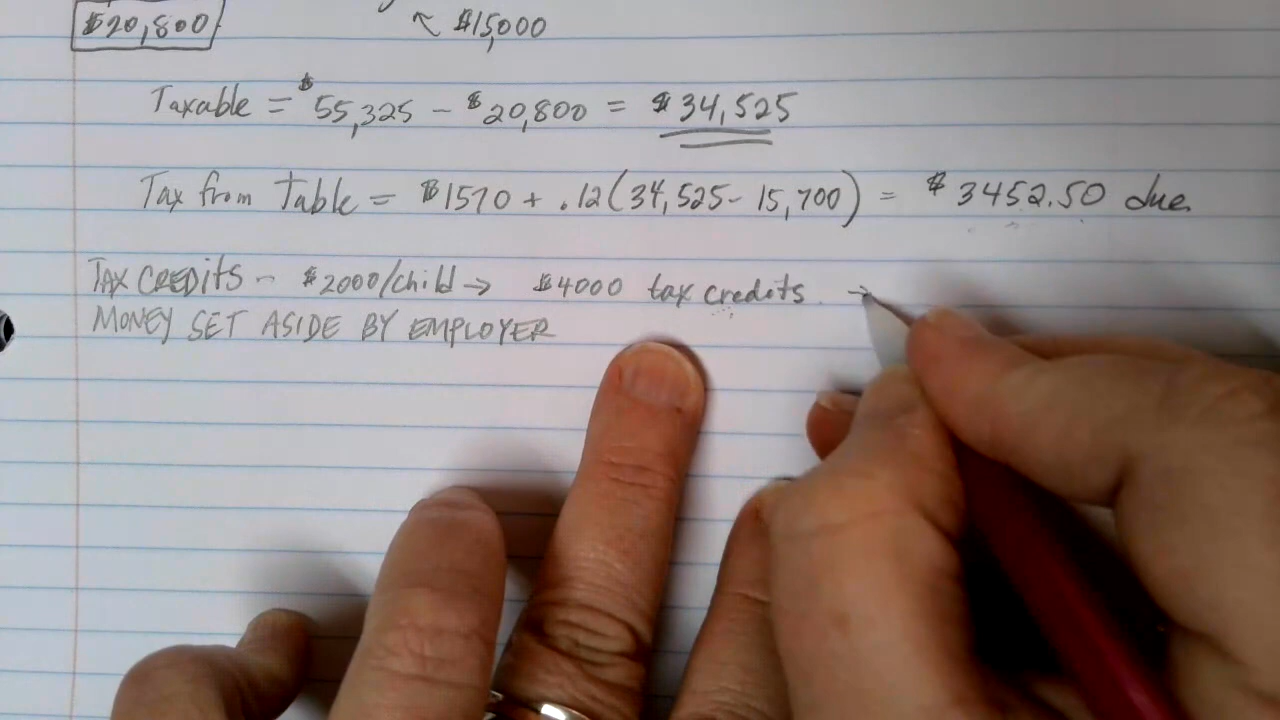 $20,800
↖ $15,000
Taxable = $55,325 - $20,800 = $34,525
Tax from table = $1570 + .12(34,525 - 15,700) = $3452.50 due.
TAX CREDITS - $2000/child → $4000 tax credits. →
MONEY SET ASIDE BY EMPLOYER